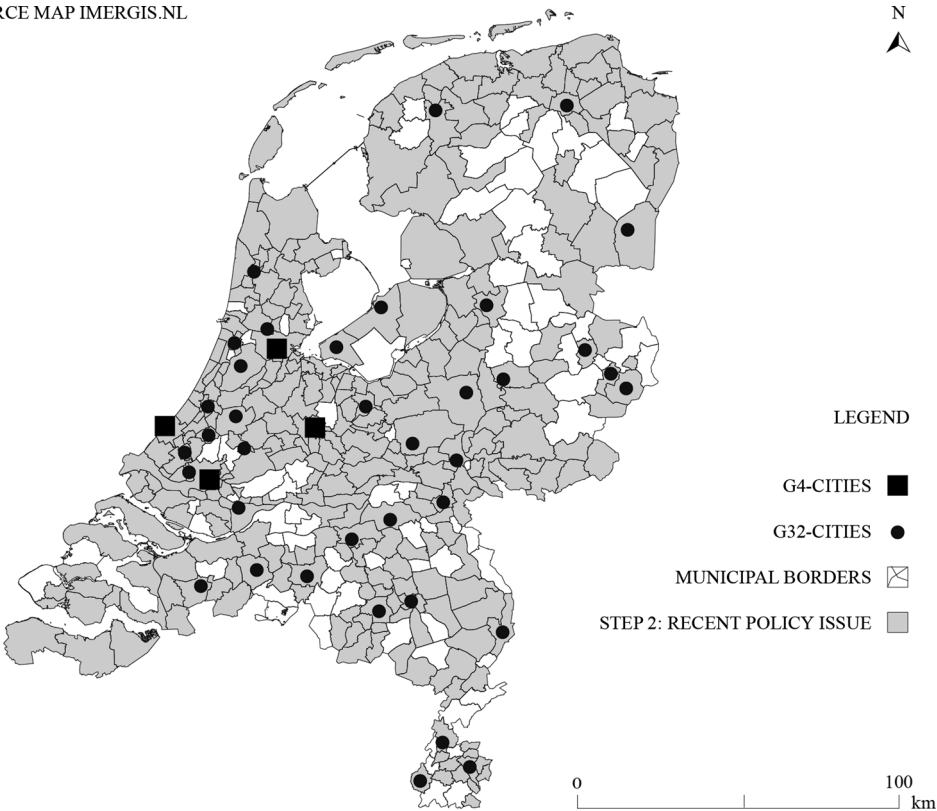 RCE MAP IMERGIS.NL
N
LEGEND
G4-CITIES
G32-CITIES
MUNICIPAL BORDERS
STEP 2: RECENT POLICY ISSUE
0 100
km